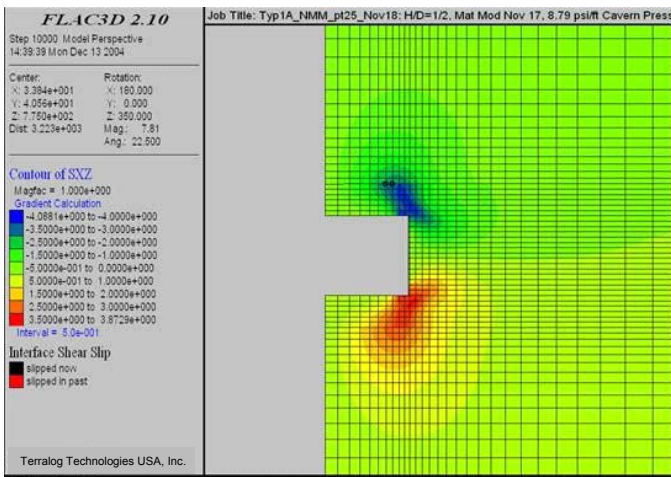 FLAC3D 2.10
Step 10000 Model Perspective
14:39:39 Mon Dec 13 2004
Center:
X: 3.384e+001
Y: 4.056e+001
Z: 7.750e+002
Dist: 3.223e+003
Rotation:
X: 180.000
Y: 0.000
Z: 350.000
Mag.: 7.81
Ang.: 22.500
Contour of SXZ
Magfac = 1.000e+000
Gradient Calculation
-4.0881e+000 to -4.0000e+000
-3.5000e+000 to -3.0000e+000
-2.5000e+000 to -2.0000e+000
-1.5000e+000 to -1.0000e+000
-5.0000e-001 to 0.0000e+000
5.0000e-001 to 1.0000e+000
1.5000e+000 to 2.0000e+000
2.5000e+000 to 3.0000e+000
3.5000e+000 to 3.8729e+000
Interval = 5.0e-001
Interface Shear Slip
slipped now
slipped in past
Terralog Technologies USA, Inc.
Job Title: Typ1A_NMM_pt25_Nov18: H/D=1/2, Mat Mod Nov 17, 8.79 psi/ft Cavern Press